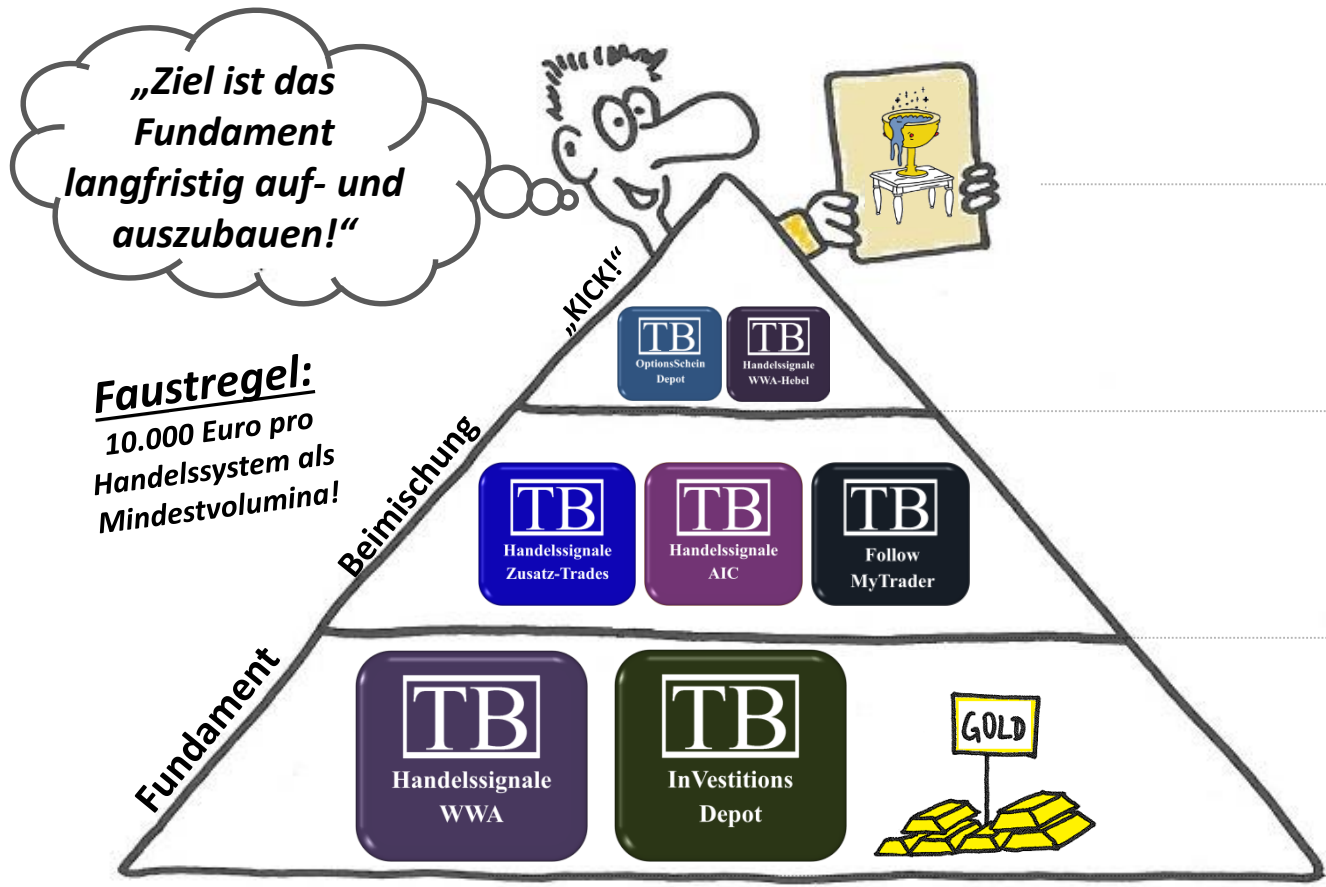 „Ziel ist das
Fundament
langfristig auf- und
auszubauen!“
„KICK!“
TB
OptionsSchein
Depot
TB
Handelssignale
WWA-Hebel
Faustregel:
10.000 Euro pro
Handelssystem als
Mindestvolumina!
Beimischung
TB
Handelssignale
Zusatz-Trades
TB
Handelssignale
AIC
TB
Follow
MyTrader
Fundament
TB
Handelssignale
WWA
TB
InVestitions
Depot
GOLD